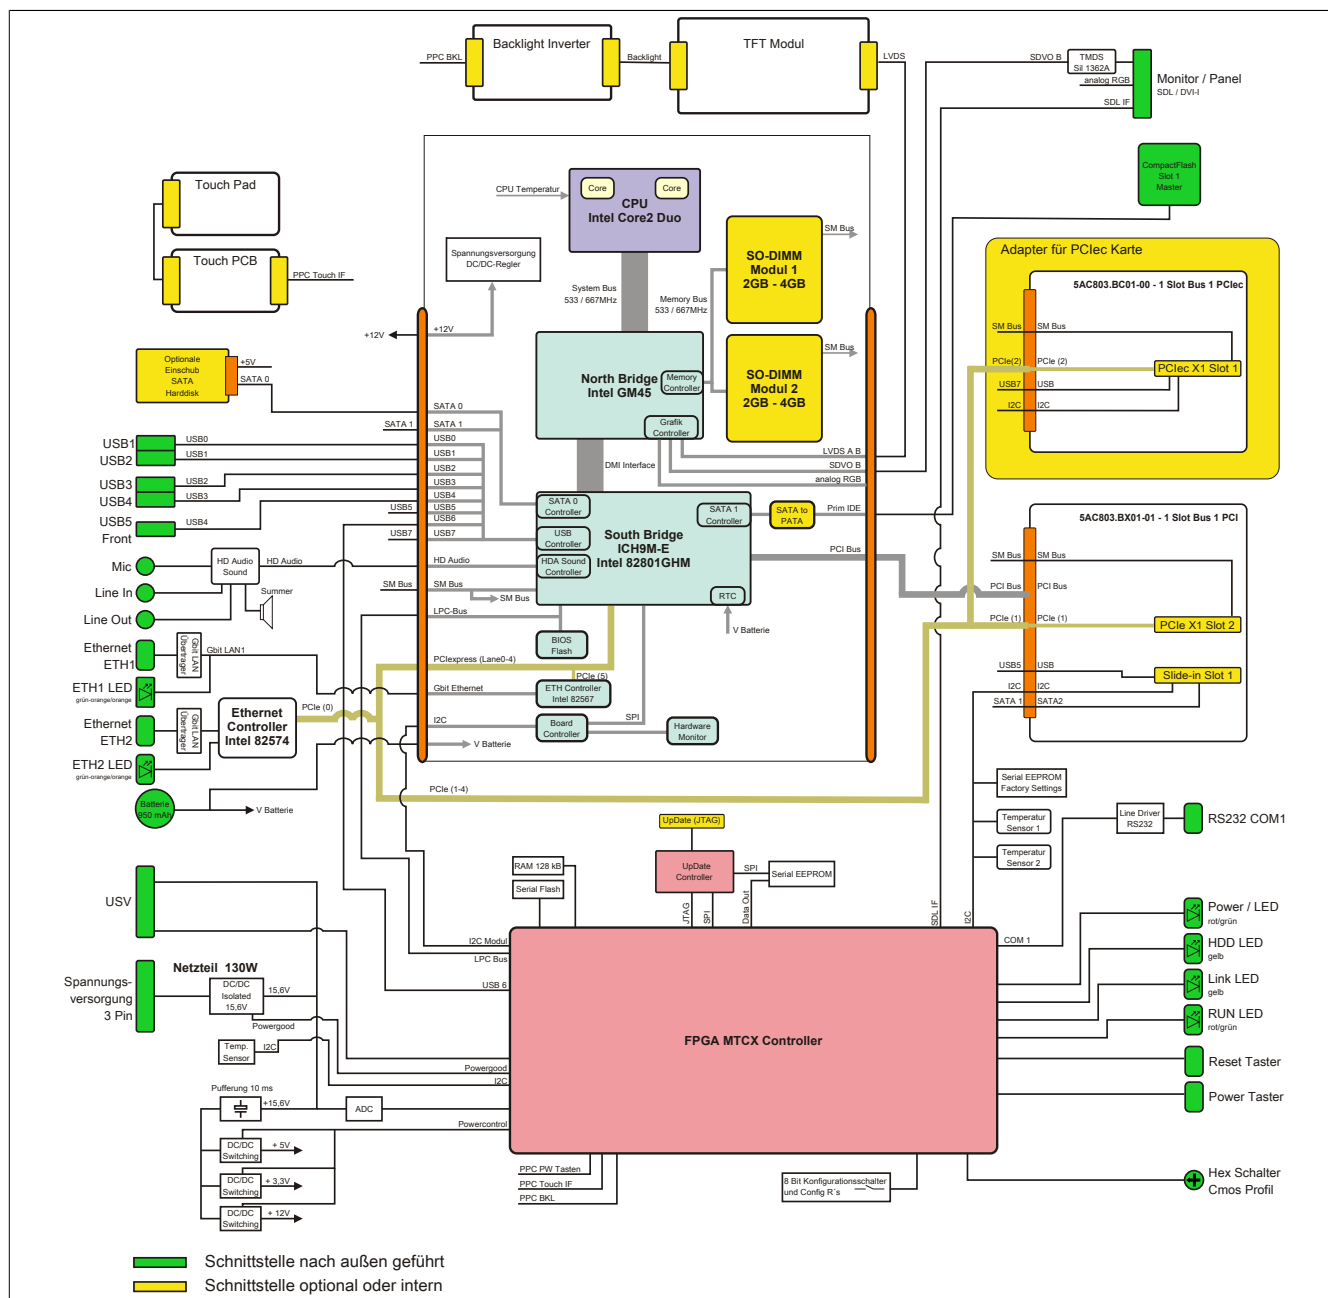 Backlight Inverter
TFT Modul
PPC BKL
Backlight
LVDS
SDVO B
TMDS
Sil 1362A
analog RGB
SDL IF
Monitor / Panel
SDL / DVI-I
CompactFlash
Slot 1
Master
Touch Pad
Touch PCB
PPC Touch IF
CPU Temperatur
Core
Core
CPU
Intel Core2 Duo
Spannungsversorgung
DC/DC-Regler
System Bus
533 / 667MHz
Memory Bus
533 / 667MHz
SO-DIMM
Modul 1
2GB - 4GB
SM Bus
SO-DIMM
Modul 2
2GB - 4GB
SM Bus
+12V
+12V
North Bridge
Intel GM45
Memory
Controller
Grafik
Controller
Adapter für PCIec Karte
5AC803.BC01-00 - 1 Slot Bus 1 PCIec
SM Bus
SM Bus
PCIe(2)
PCIe (2)
PCIec X1 Slot 1
USB7
USB
I2C
I2C
Optionale
Einschub
SATA
Harddisk
+5V
SATA 0
SATA 0
SATA 1
SATA 1
USB1
USB2
USB0
USB1
USB0
USB1
USB3
USB4
USB2
USB3
USB2
USB3
USB5
Front
USB4
USB4
USB5
USB5
USB6
USB7
USB7
DMI Interface
LVDS A B
SDVO B
analog RGB
SATA 0
Controller
USB
Controller
HDA Sound
Controller
South Bridge
ICH9M-E
Intel 82801GHM
SATA 1
Controller
RTC
SATA to
PATA
Prim IDE
PCI Bus
V Batterie
5AC803.BX01-01 - 1 Slot Bus 1 PCI
SM Bus
SM Bus
PCI Bus
PCI Bus
PCIe (1)
PCIe (1)
PCIe X1 Slot 2
USB5
USB
Slide-in Slot 1
I2C
I2C
SATA 1
SATA2
Mic
Line In
Line Out
HD Audio
Sound
HD Audio
HD Audio
Summer
SM Bus
SM Bus
SM Bus
LPC-Bus
BIOS
Flash
Ethernet
ETH1
Gbit LAN
Übertrager
Gbit LAN1
ETH1 LED
grün-orange/orange
Ethernet
ETH2
Gbit LAN
Übertrager
ETH2 LED
grün-orange/orange
Ethernet
Controller
Intel 82574
PCIe (0)
PCIexpress (Lane0-4)
PCIe (5)
Gbit Ethernet
ETH Controller
Intel 82567
I2C
SPI
Board
Controller
Hardware
Monitor
V Batterie
Batterie
950 mAh
V Batterie
PCIe (1-4)
Serial EEPROM
Factory Settings
Temperatur
Sensor 1
Temperatur
Sensor 2
Line Driver
RS232
RS232 COM1
UpDate (JTAG)
UpDate
Controller
SPI
Serial EEPROM
RAM 128 kB
Serial Flash
JTAG
SPI
Data Out
SDL IF
I2C
USV
I2C Modul
LPC Bus
USB 6
COM 1
Power / LED
rot/grün
HDD LED
gelb
Link LED
gelb
RUN LED
rot/grün
Reset Taster
Power Taster
Spannungs-
versorgung
3 Pin
Netzteil 130W
DC/DC
Isolated
15,6V
15,6V
Powergood
Temp.
Sensor
I2C
Powergood
I2C
FPGA MTCX Controller
Pufferung 10 ms
+15,6V
ADC
Powercontrol
DC/DC
Switching
+ 5V
DC/DC
Switching
+ 3,3V
DC/DC
Switching
+ 12V
PPC PW Tasten
PPC Touch IF
PPC BKL
8 Bit Konfigurationsschalter
und Config R´s
Hex Schalter
Cmos Profil
Schnittstelle nach außen geführt
Schnittstelle optional oder intern